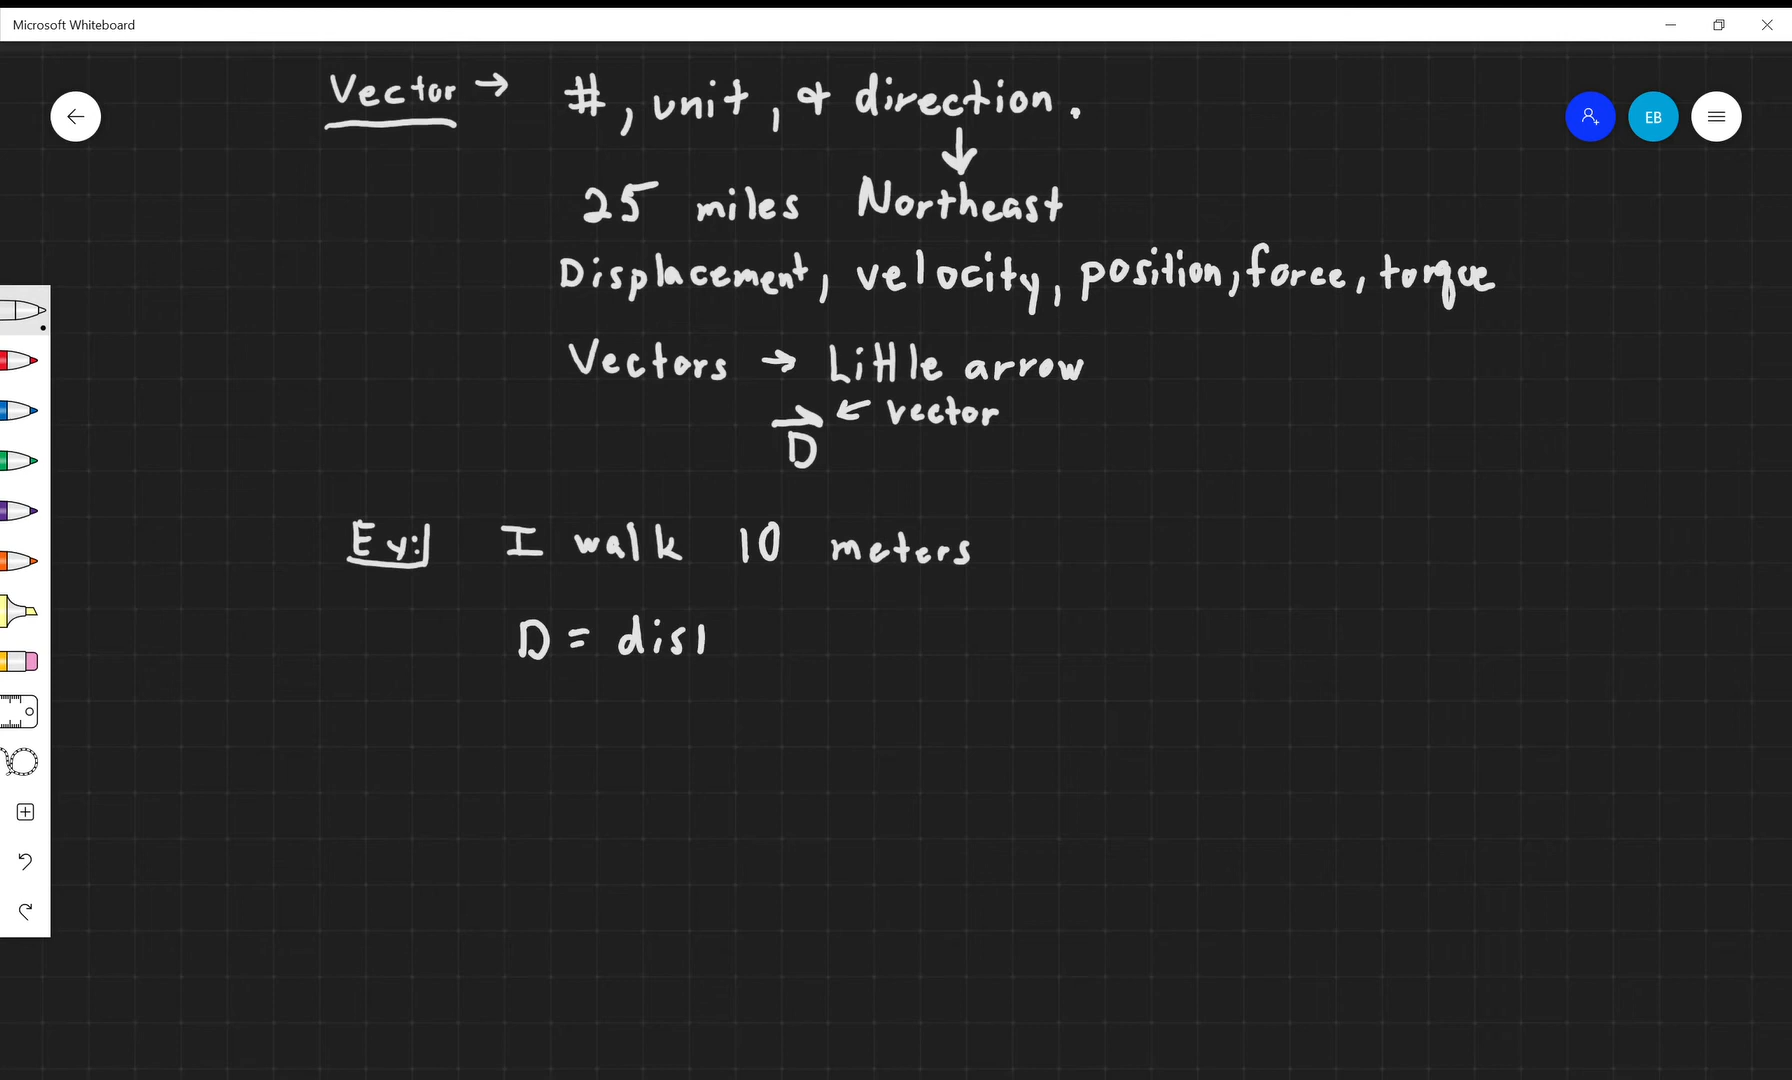 Microsoft Whiteboard
Vector → #, unit, & direction.
EB
↓
25 miles Northeast
Displacement, velocity, position, force, torque
Vectors → Little arrow
D⃗ ← vector
Ex: I walk 10 meters
D = dis